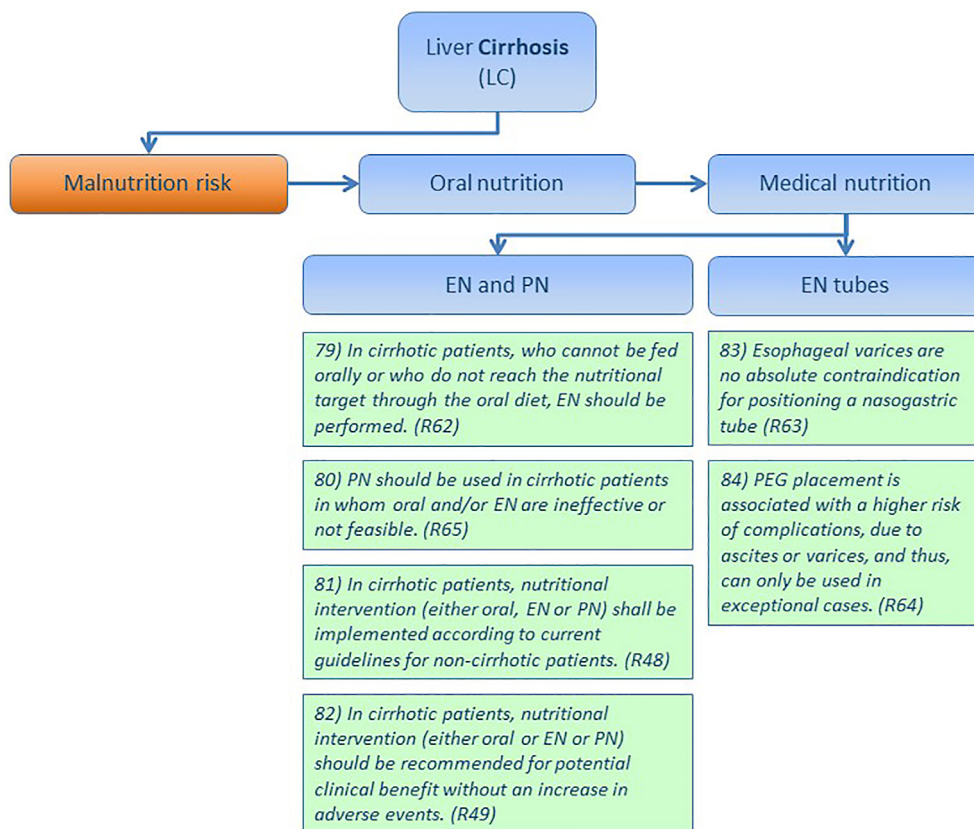 Liver Cirrhosis
(LC)
Malnutrition risk
Oral nutrition
Medical nutrition
EN and PN
79) In cirrhotic patients, who cannot be fed
orally or who do not reach the nutritional
target through the oral diet, EN should be
performed. (R62)
80) PN should be used in cirrhotic patients
in whom oral and/or EN are ineffective or
not feasible. (R65)
81) In cirrhotic patients, nutritional
intervention (either oral, EN or PN) shall be
implemented according to current
guidelines for non-cirrhotic patients. (R48)
82) In cirrhotic patients, nutritional
intervention (either oral or EN or PN)
should be recommended for potential
clinical benefit without an increase in
adverse events. (R49)
EN tubes
83) Esophageal varices are
no absolute contraindication
for positioning a nasogastric
tube (R63)
84) PEG placement is
associated with a higher risk
of complications, due to
ascites or varices, and thus,
can only be used in
exceptional cases. (R64)